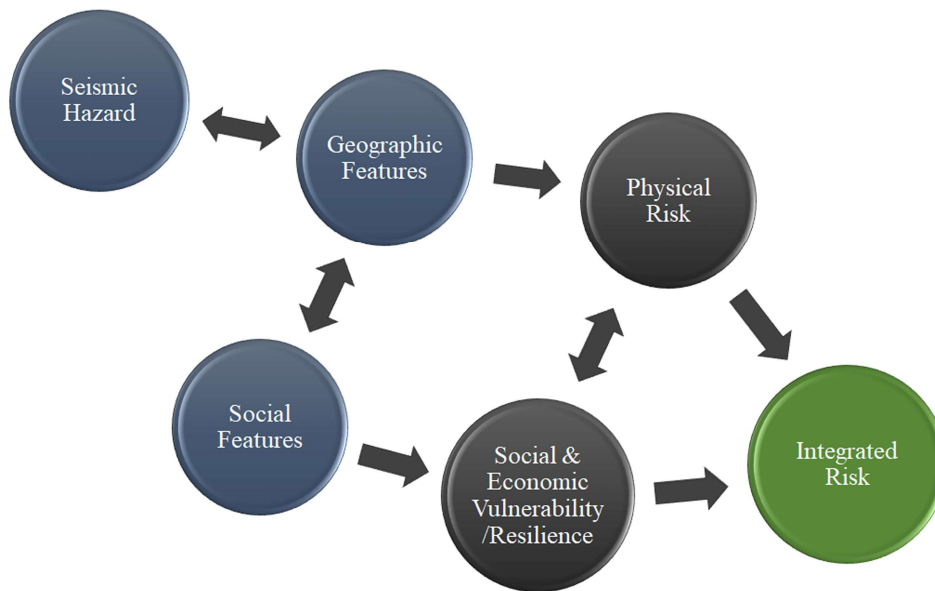 Seismic
Hazard
Geographic
Features
Physical
Risk
Social
Features
Social &
Economic
Vulnerability
/Resilience
Integrated
Risk